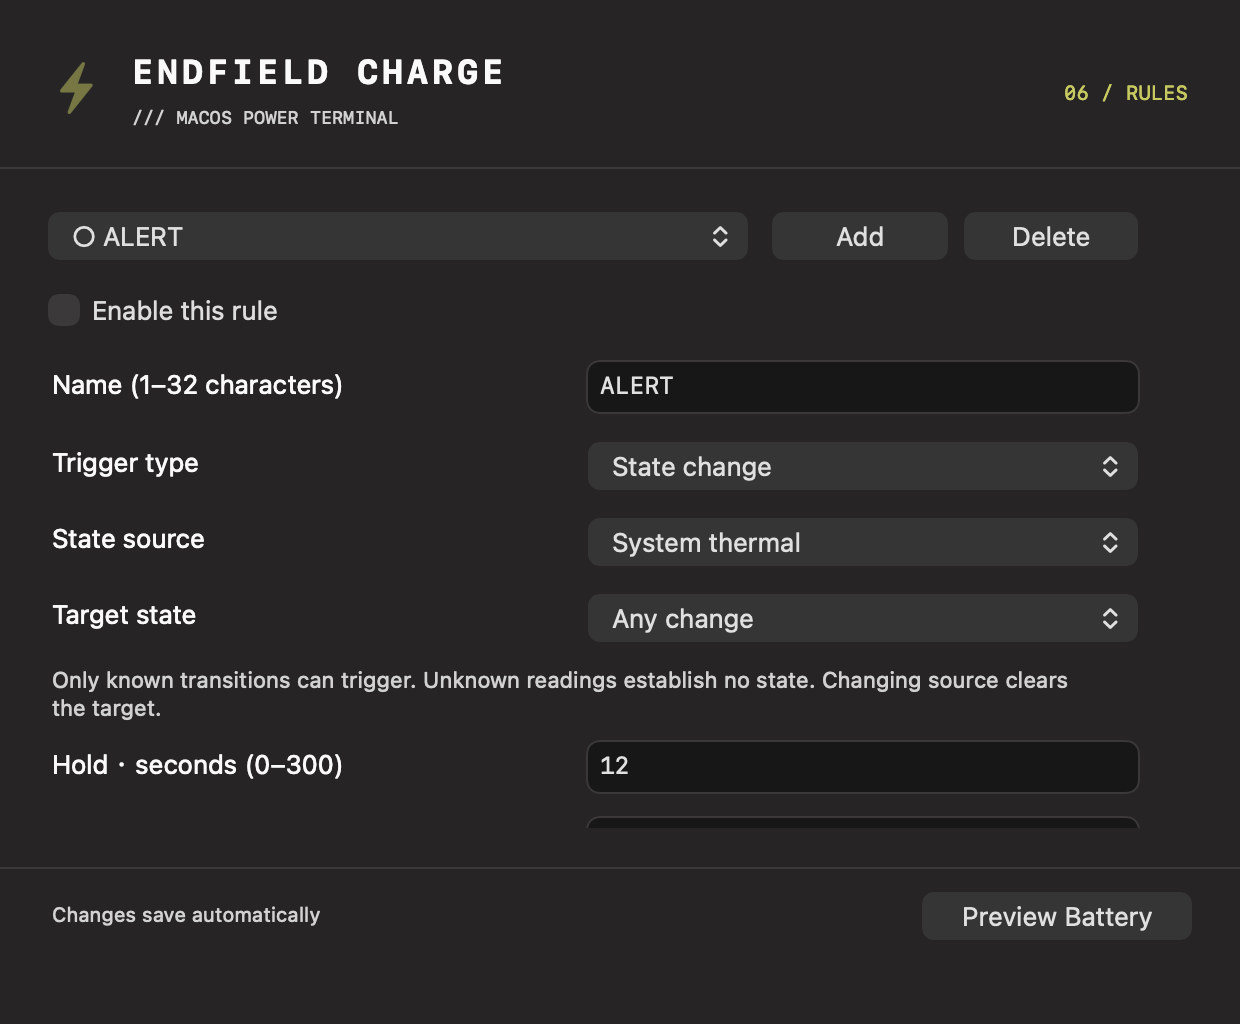 ENDFIELD CHARGE
/// MACOS POWER TERMINAL
06 / RULES
ALERT
Add
Delete
Enable this rule
Name (1–32 characters)
ALERT
Trigger type
State change
State source
System thermal
Target state
Any change
Only known transitions can trigger. Unknown readings establish no state. Changing source clears
the target.
Hold · seconds (0–300)
12
Changes save automatically
Preview Battery